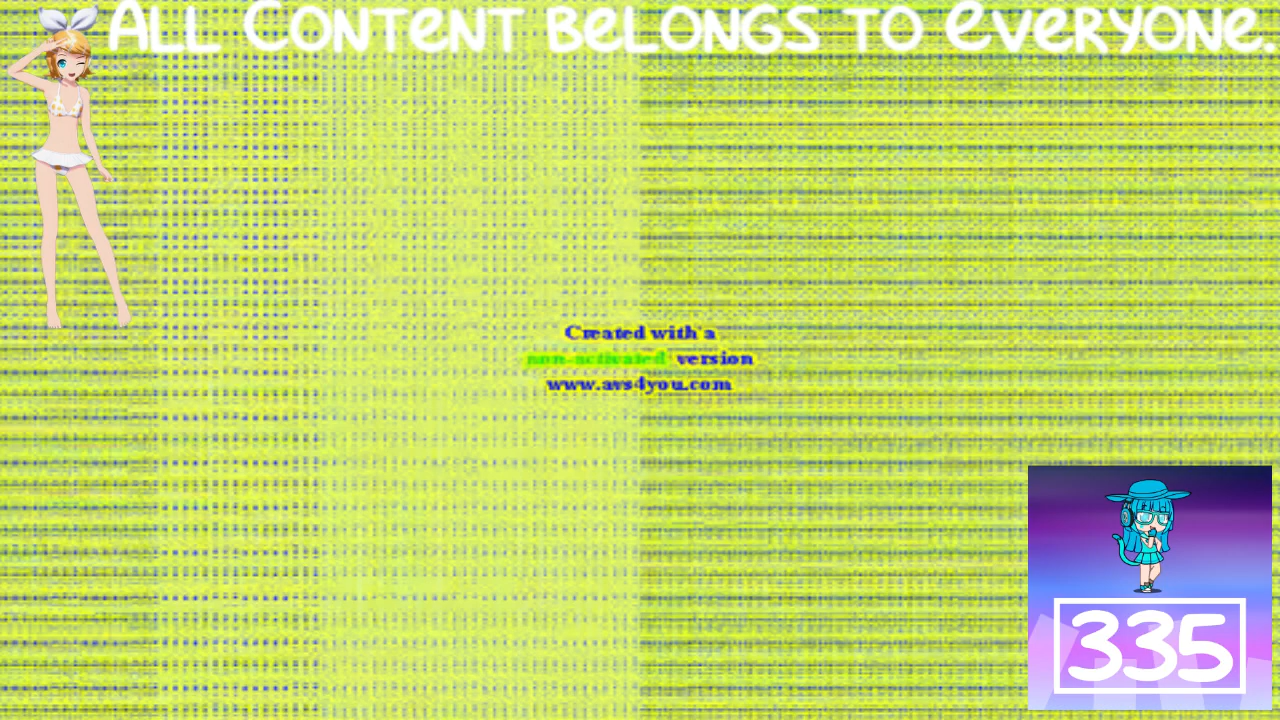 ALL CONTENT BELONGS TO EVERYONE.
Created with a
non-activated version
www.avs4you.com
335